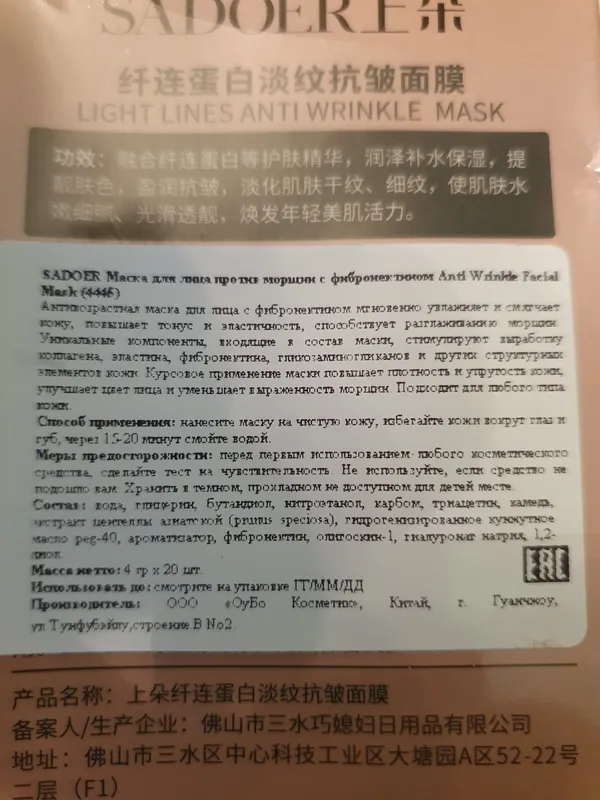 SADOER上朵
纤连蛋白淡纹抗皱面膜
LIGHT LINES ANTI WRINKLE MASK
功效：融合纤连蛋白等护肤精华，润泽补水保湿，提
靓肤色，盈润抗皱，淡化肌肤干纹、细纹，使肌肤水
嫩细腻、光滑透靓，焕发年轻美肌活力。
SADOER Маска для лица против морщин с фибронектином Anti Wrinkle Facial
Mask (4446)
Антивозрастная маска для лица с фибронектином мгновенно увлажняет и смягчает
кожу, повышает тонус и эластичность, способствует разглаживанию морщин.
Уникальные компоненты, входящие в состав маски, стимулируют выработку
коллагена, эластина, фибронектина, гликозаминогликанов и других структурных
элементов кожи. Курсовое применение маски повышает плотность и упругость кожи,
улучшает цвет лица и уменьшает выраженность морщин. Подходит для любого типа
кожи.
Способ применения: нанесите маску на чистую кожу, избегайте кожи вокруг глаз и
губ, через 15-20 минут смойте водой.
Меры предосторожности: перед первым использованием любого косметического
средства, сделайте тест на чувствительность. Не используйте, если средство не
подошло вам. Хранить в темном, прохладном не доступном для детей месте.
Состав: вода, глицерин, бутандиол, нитроэтанол, карбом, триацетин, камедь,
экстракт центеллы азиатской (prunus speciosa), гидрогенизированное кунжутное
масло peg-40, ароматизатор, фибронектин, олигоскин-1, гиалуронат натрия, 1,2-
диол.
Масса нетто: 4 гр х 20 шт.
Использовать до: смотрите на упаковке ГГ/ММ/ДД
Производитель: ООО «ОуБо Косметик», Китай, г. Гуанчжоу,
ул.Тунфубэйлу,строение.В No2.
EAC
产品名称：上朵纤连蛋白淡纹抗皱面膜
备案人/生产企业：佛山市三水巧媳妇日用品有限公司
地址：佛山市三水区中心科技工业区大塘园A区52-22号
二层（F1）